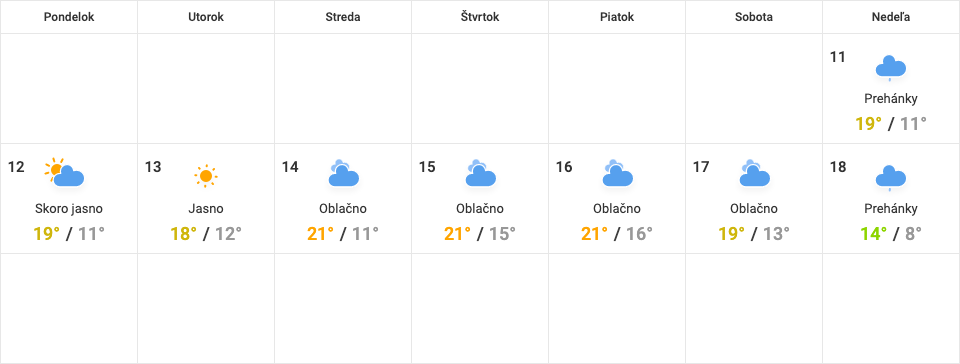 Pondelok Utorok Streda Štvrtok Piatok Sobota Nedeľa
11
Prehánky
19° / 11°
12 13 14 15 16 17 18
Skoro jasno Jasno Oblačno Oblačno Oblačno Oblačno Prehánky
19° / 11° 18° / 12° 21° / 11° 21° / 15° 21° / 16° 19° / 13° 14° / 8°